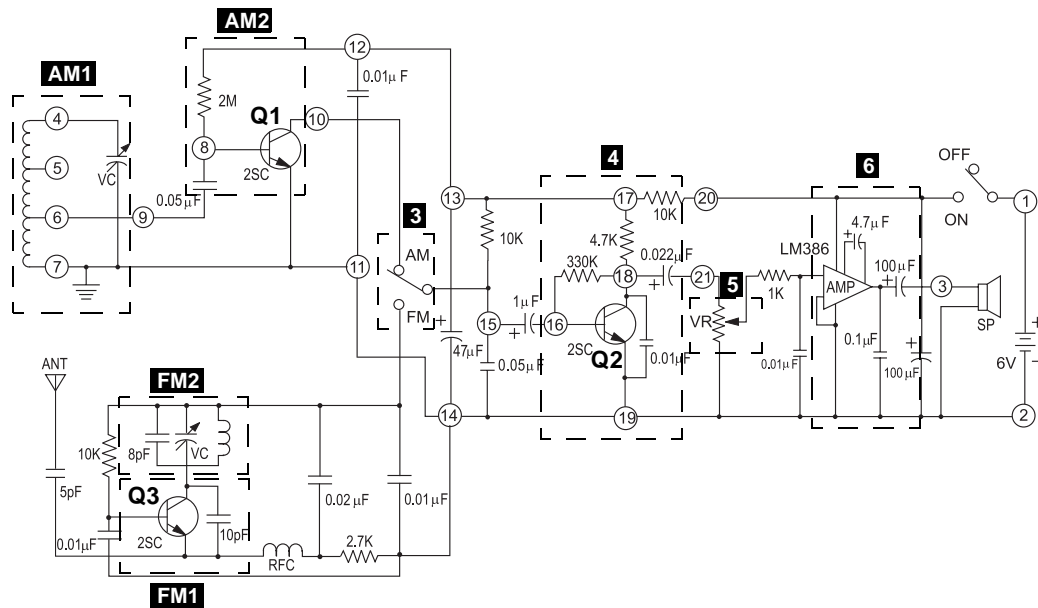 AM2
12
0.01μF
AM1
2M
Q1
10
4
8
5
VC
2SC
0.05μF
6
9
7
11
3
AM
FM
13
10K
47μF
15
1μF
0.05μF
14
4
17
10K
20
4.7K
330K
18
0.022μF
21
16
2SC
Q2
0.01μF
19
5
VR
1K
0.01μF
6
LM386
4.7μF
AMP
100μF
3
SP
0.1μF
100μF
OFF
ON
1
6V
2
ANT
5pF
FM2
10K
8pF
VC
Q3
2SC
10pF
0.01μF
FM1
RFC
0.02μF
2.7K
0.01μF
+
+
+
+
+
+
+
−